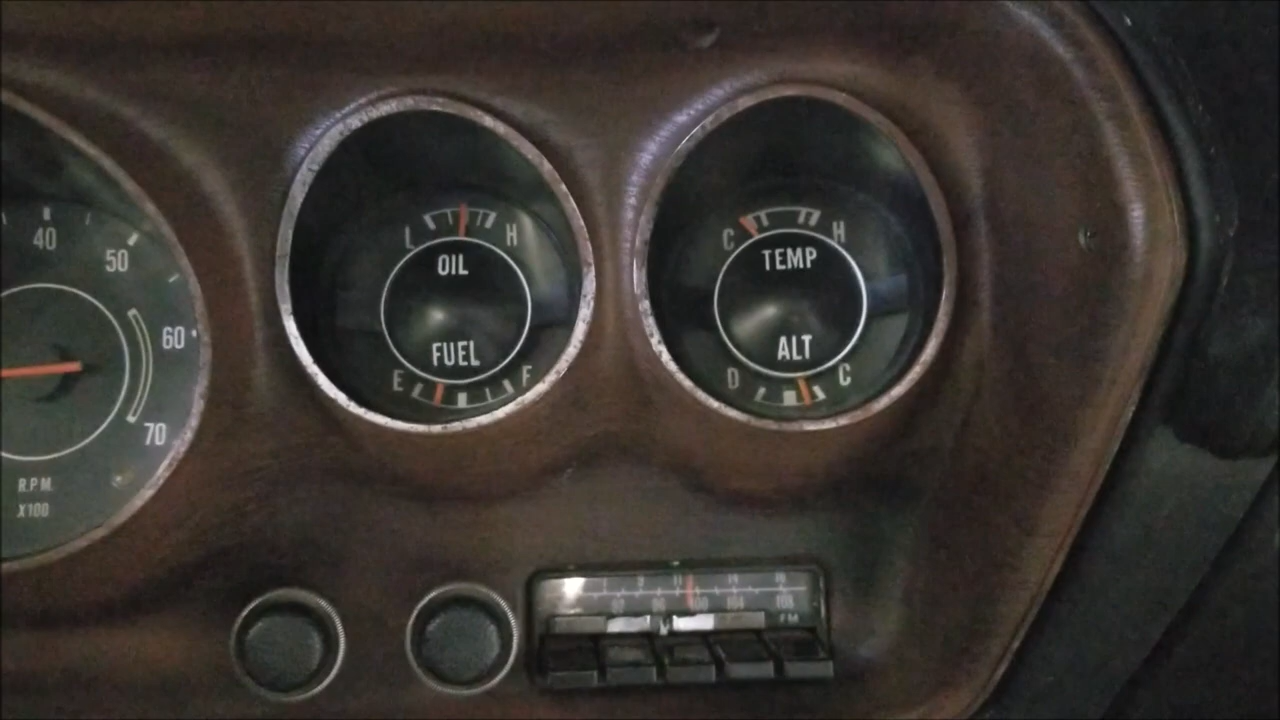 40
50
60
70
R.P.M.
X100
L H
OIL
FUEL
E F
C H
TEMP
ALT
D C
FM